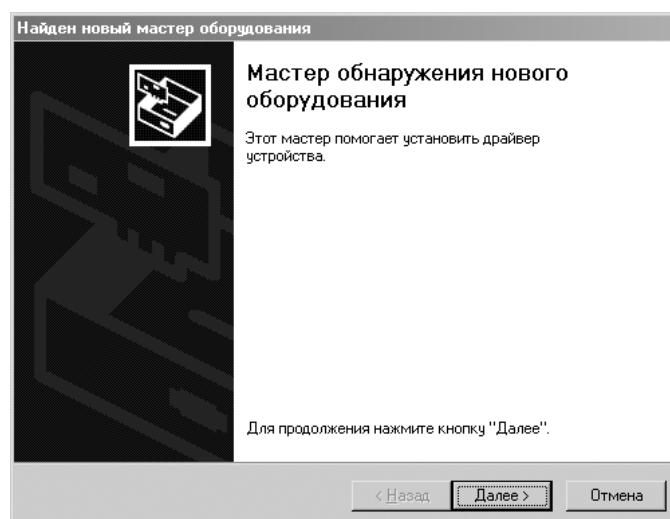 Найден новый мастер оборудования
Мастер обнаружения нового
оборудования
Этот мастер помогает установить драйвер
устройства.
Для продолжения нажмите кнопку "Далее".
< Назад
Далее >
Отмена